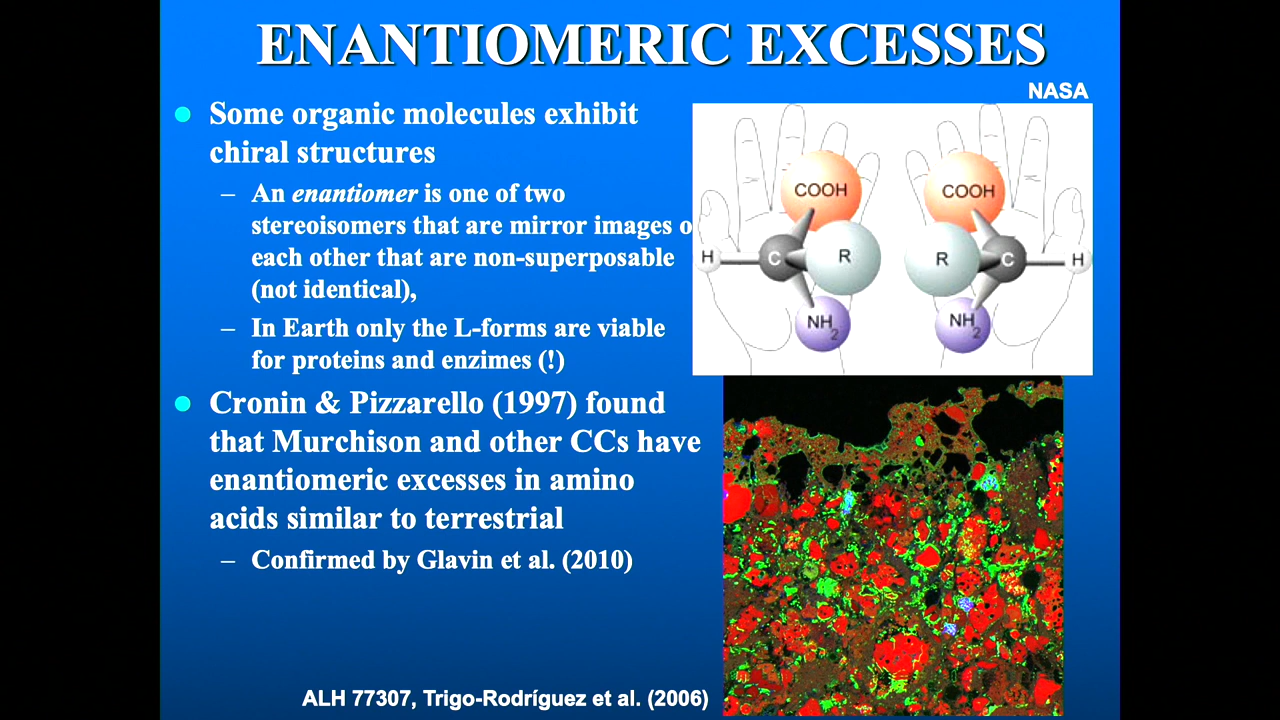 ENANTIOMERIC EXCESSES
NASA
Some organic molecules exhibit
chiral structures
– An enantiomer is one of two
stereoisomers that are mirror images o
each other that are non-superposable
(not identical),
– In Earth only the L-forms are viable
for proteins and enzimes (!)
Cronin & Pizzarello (1997) found
that Murchison and other CCs have
enantiomeric excesses in amino
acids similar to terrestrial
– Confirmed by Glavin et al. (2010)
COOH COOH
H C R R C H
NH2 NH2
ALH 77307, Trigo-Rodríguez et al. (2006)